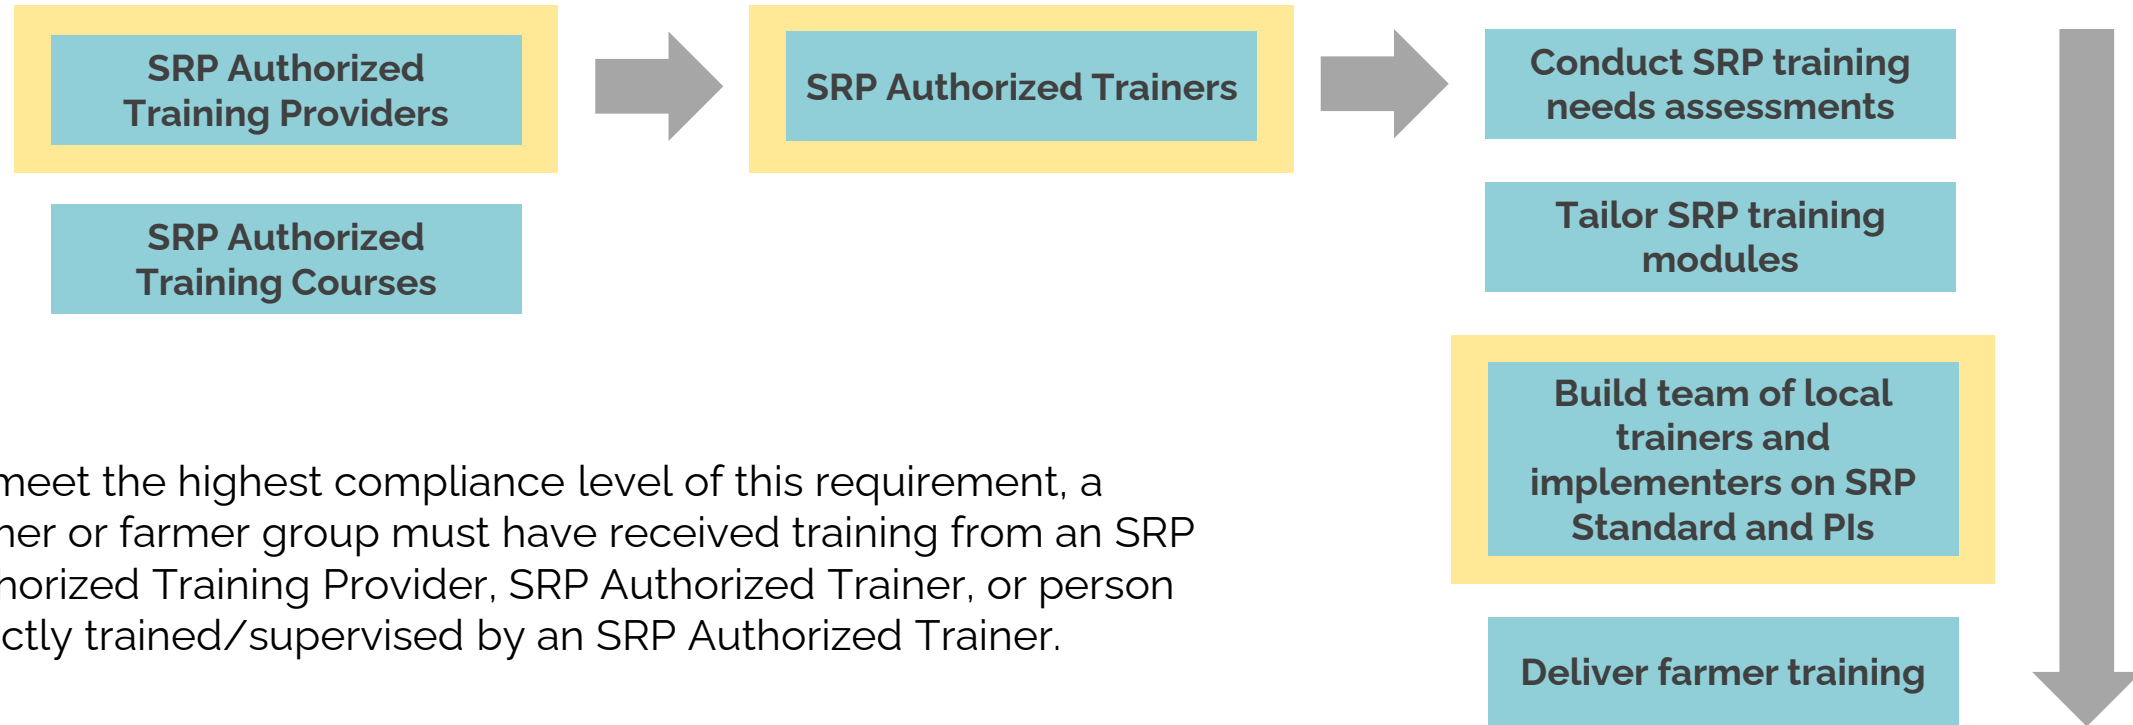 SRP Authorized
Training Providers
SRP Authorized Trainers
Conduct SRP training
needs assessments
SRP Authorized
Training Courses
Tailor SRP training
modules
Build team of local
trainers and
implementers on SRP
Standard and PIs
Deliver farmer training
meet the highest compliance level of this requirement, a
or farmer group must have received training from an SRP
Training Provider, SRP Authorized Trainer, or person
trained/supervised by an SRP Authorized Trainer.